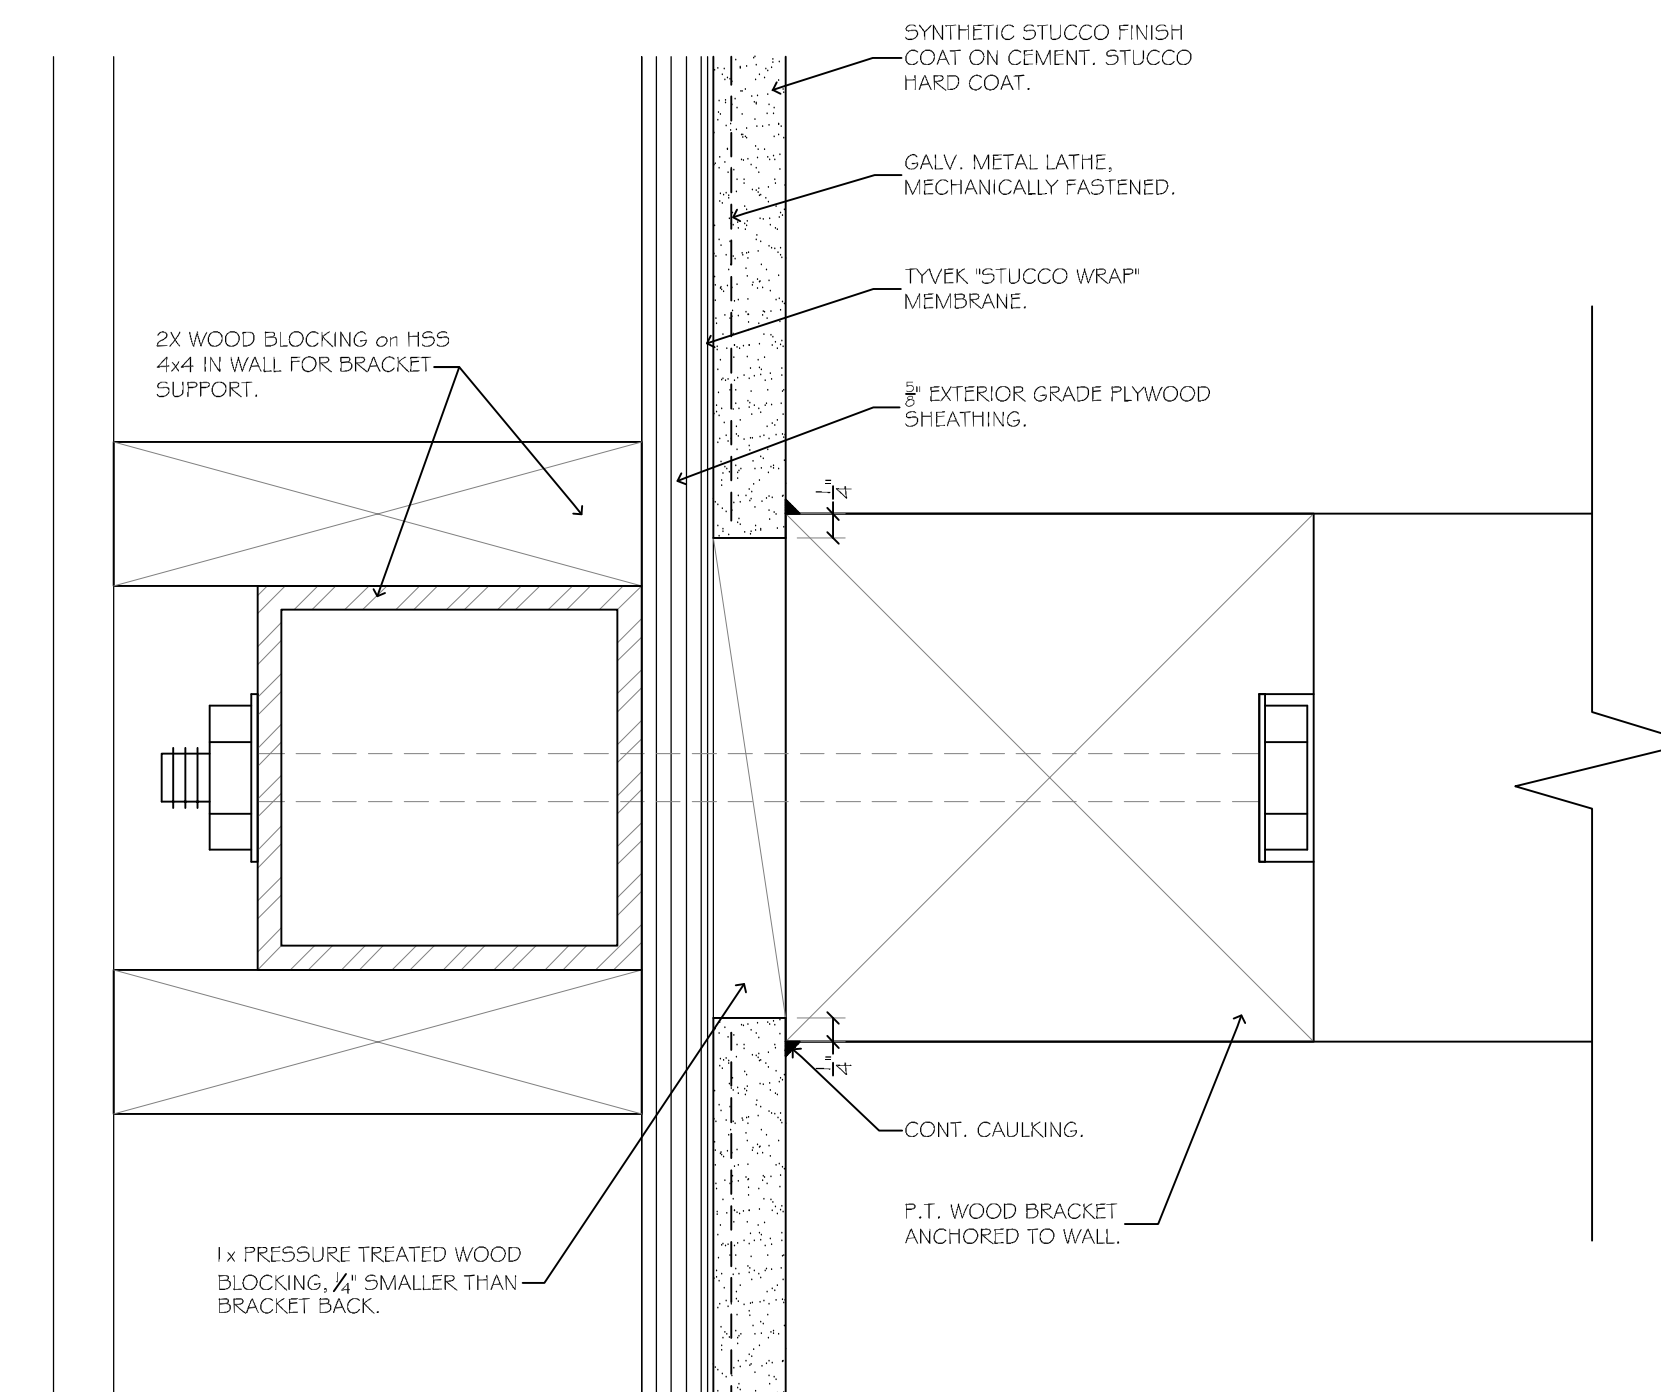 SYNTHETIC STUCCO FINISH
COAT ON CEMENT. STUCCO
HARD COAT.
GALV. METAL LATHE,
MECHANICALLY FASTENED.
TYVEK "STUCCO WRAP"
MEMBRANE.
2X WOOD BLOCKING on HSS
4x4 IN WALL FOR BRACKET
SUPPORT.
5/8" EXTERIOR GRADE PLYWOOD
SHEATHING.
1/4"
1/4"
CONT. CAULKING.
P.T. WOOD BRACKET
ANCHORED TO WALL.
1x PRESSURE TREATED WOOD
BLOCKING, 1/4" SMALLER THAN
BRACKET BACK.